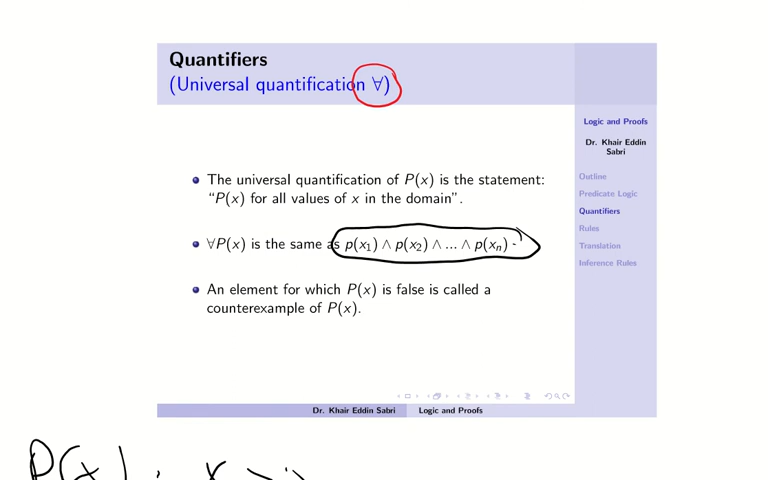 Quantifiers
(Universal quantification ∀)
Logic and Proofs
Dr. Khair Eddin
Sabri
Outline
Predicate Logic
Quantifiers
Rules
Translation
Inference Rules
The universal quantification of P(x) is the statement:
“P(x) for all values of x in the domain”.
∀P(x) is the same as p(x₁) ∧ p(x₂) ∧ ... ∧ p(xₙ)
An element for which P(x) is false is called a
counterexample of P(x).
Dr. Khair Eddin Sabri Logic and Proofs
P(x) : x